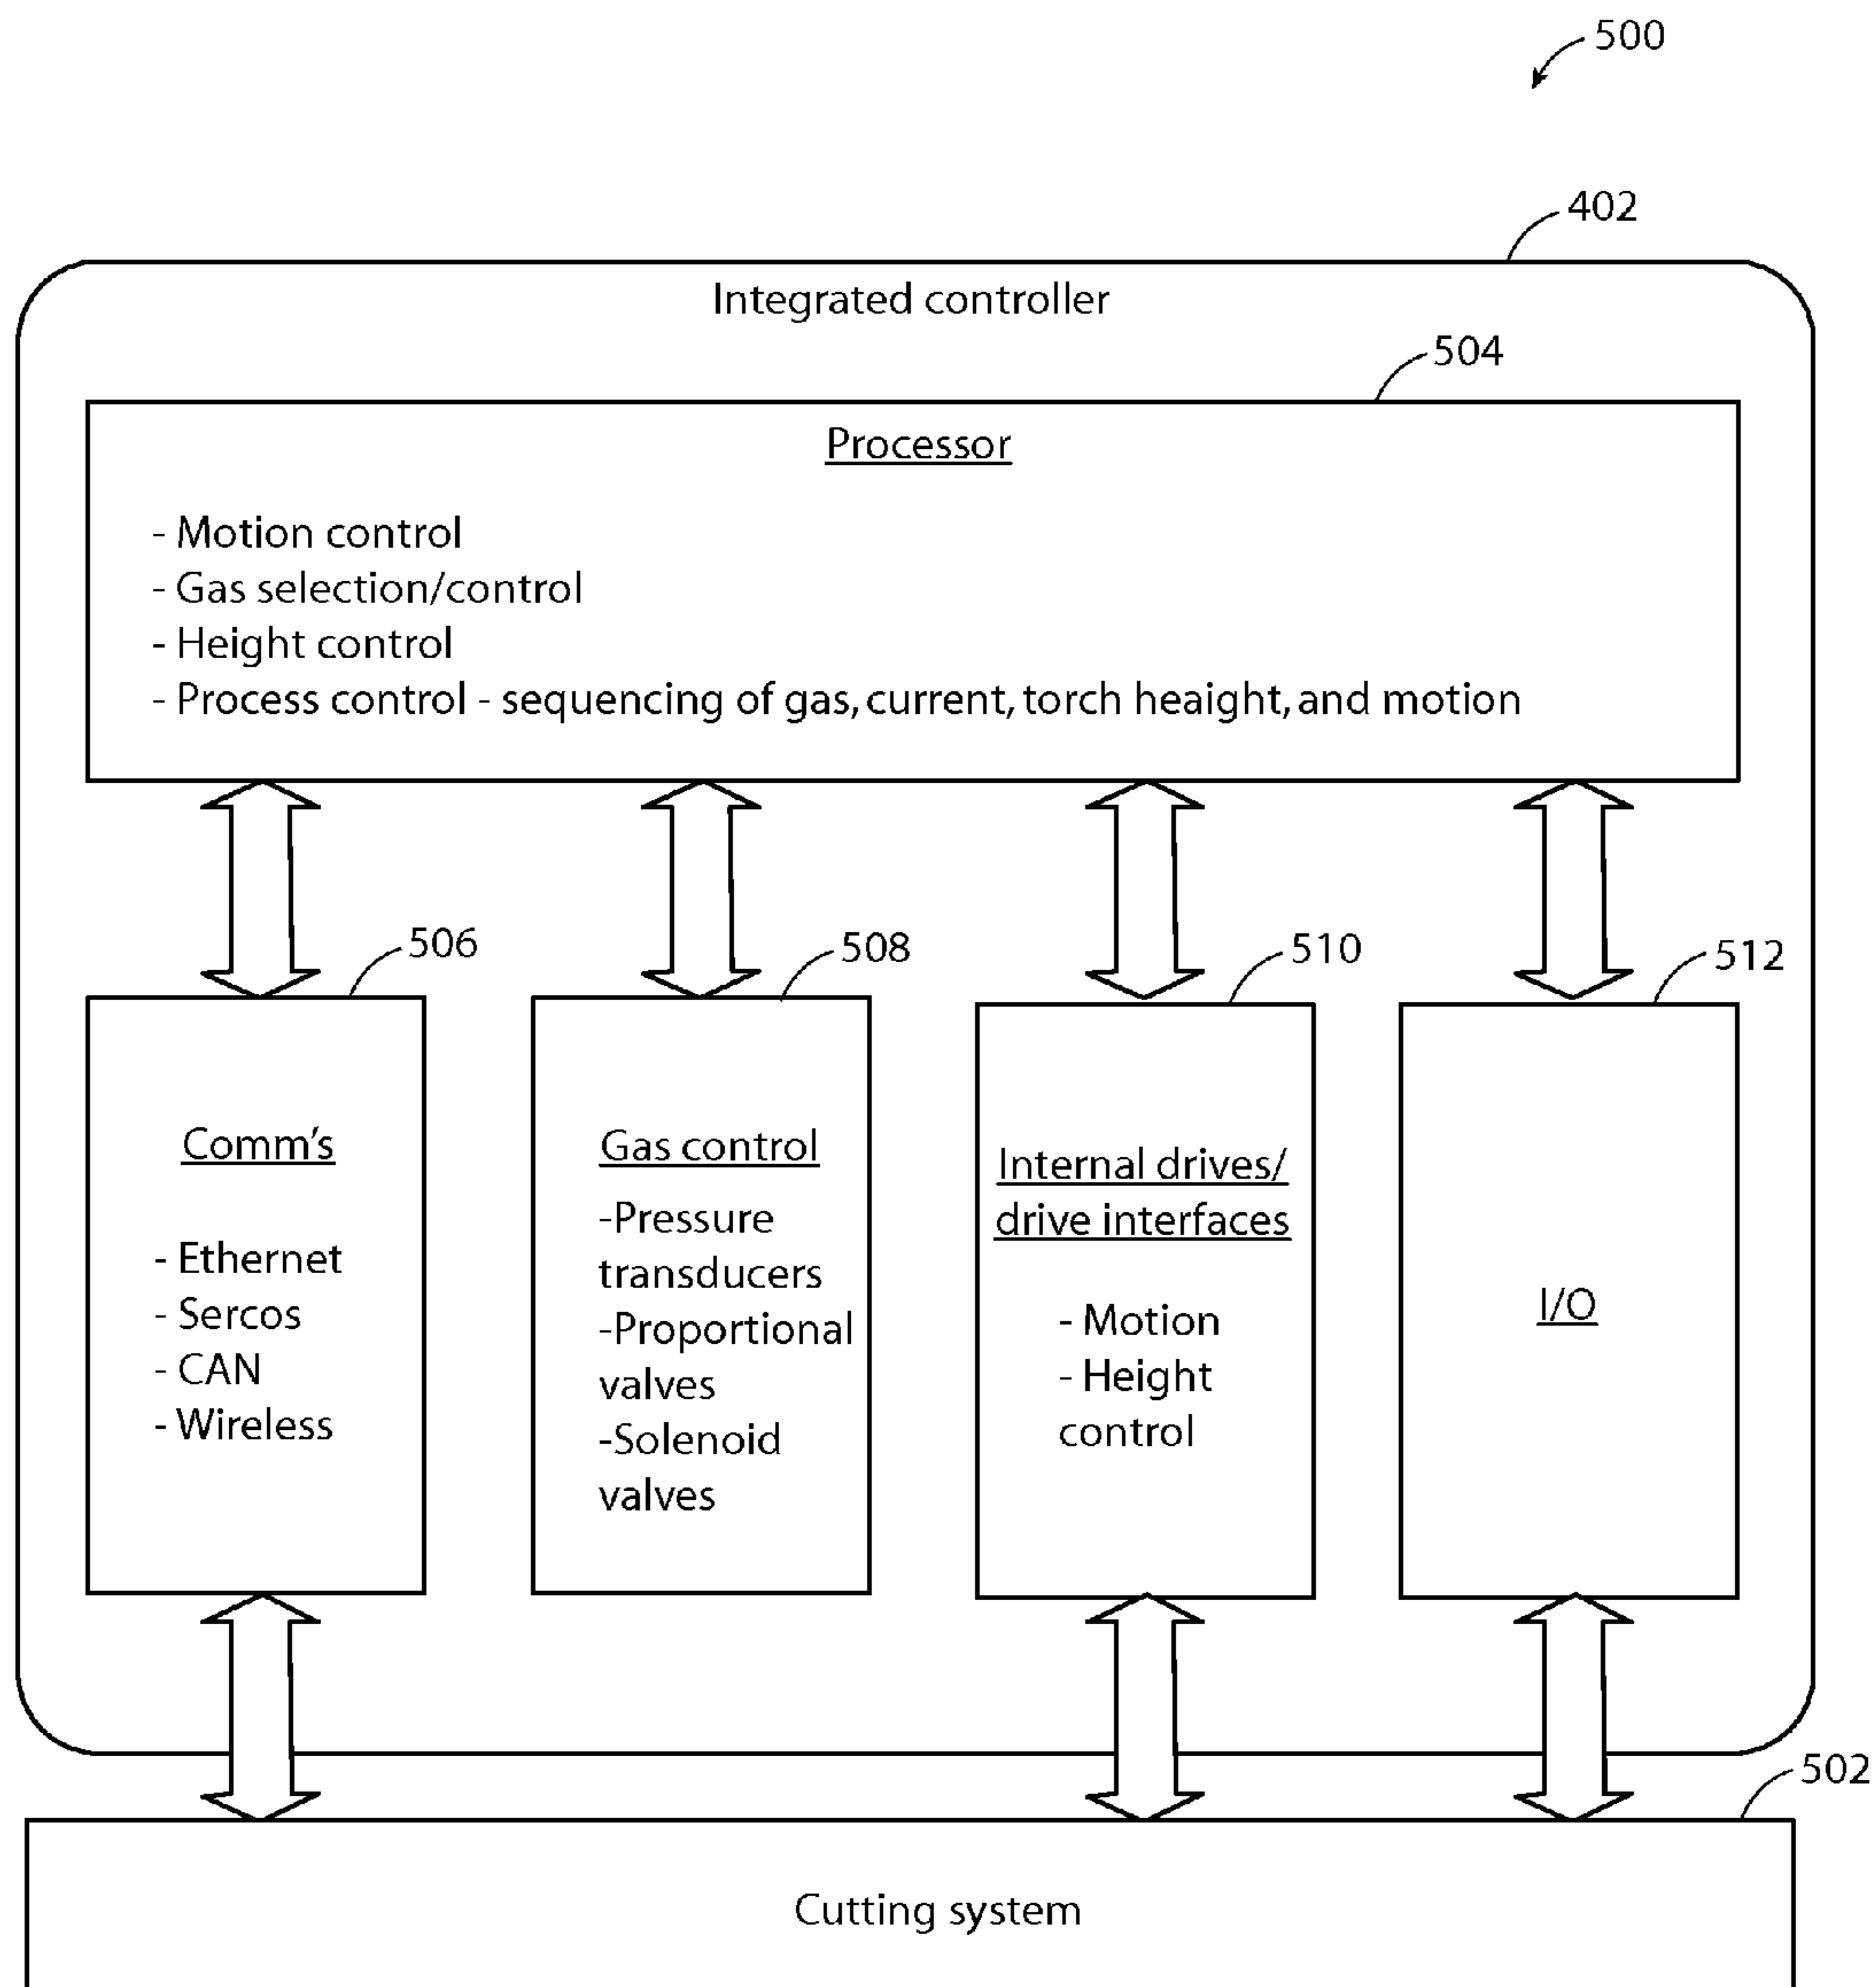 500
402
Integrated controller
504
Processor
- Motion control
- Gas selection/control
- Height control
- Process control - sequencing of gas, current, torch heaight, and motion
506
508
510
512
Comm's
- Ethernet
- Sercos
- CAN
- Wireless
Gas control
-Pressure
transducers
-Proportional
valves
-Solenoid
valves
Internal drives/
drive interfaces
- Motion
- Height
control
I/O
502
Cutting system